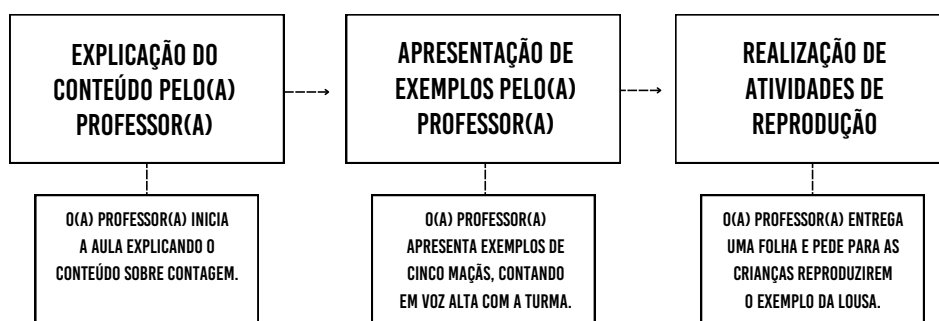 EXPLICAÇÃO DO
CONTEÚDO PELO(A)
PROFESSOR(A)
APRESENTAÇÃO DE
EXEMPLOS PELO(A)
PROFESSOR(A)
REALIZAÇÃO DE
ATIVIDADES DE
REPRODUÇÃO
O(A) PROFESSOR(A) INICIA
A AULA EXPLICANDO O
CONTEÚDO SOBRE CONTAGEM.
O(A) PROFESSOR(A)
APRESENTA EXEMPLOS DE
CINCO MAÇÃS, CONTANDO
EM VOZ ALTA COM A TURMA.
O(A) PROFESSOR(A) ENTREGA
UMA FOLHA E PEDE PARA AS
CRIANÇAS REPRODUZIREM
O EXEMPLO DA LOUSA.